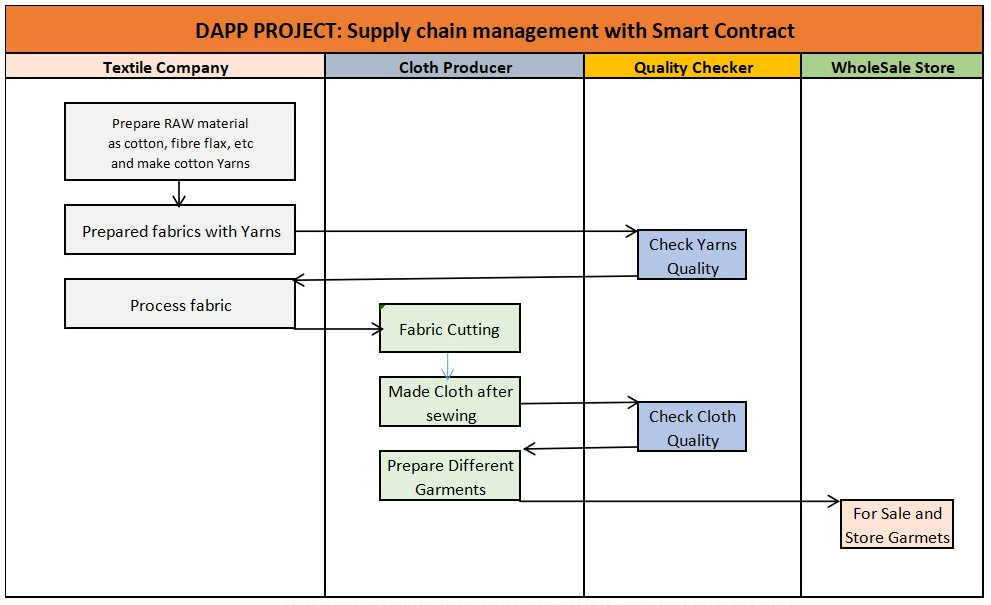 DAPP PROJECT: Supply chain management with Smart Contract
Textile Company
Cloth Producer
Quality Checker
WholeSale Store
Prepare RAW material
as cotton, fibre flax, etc
and make cotton Yarns
Prepared fabrics with Yarns
Check Yarns
Quality
Process fabric
Fabric Cutting
Made Cloth after
sewing
Check Cloth
Quality
Prepare Different
Garments
For Sale and
Store Garmets